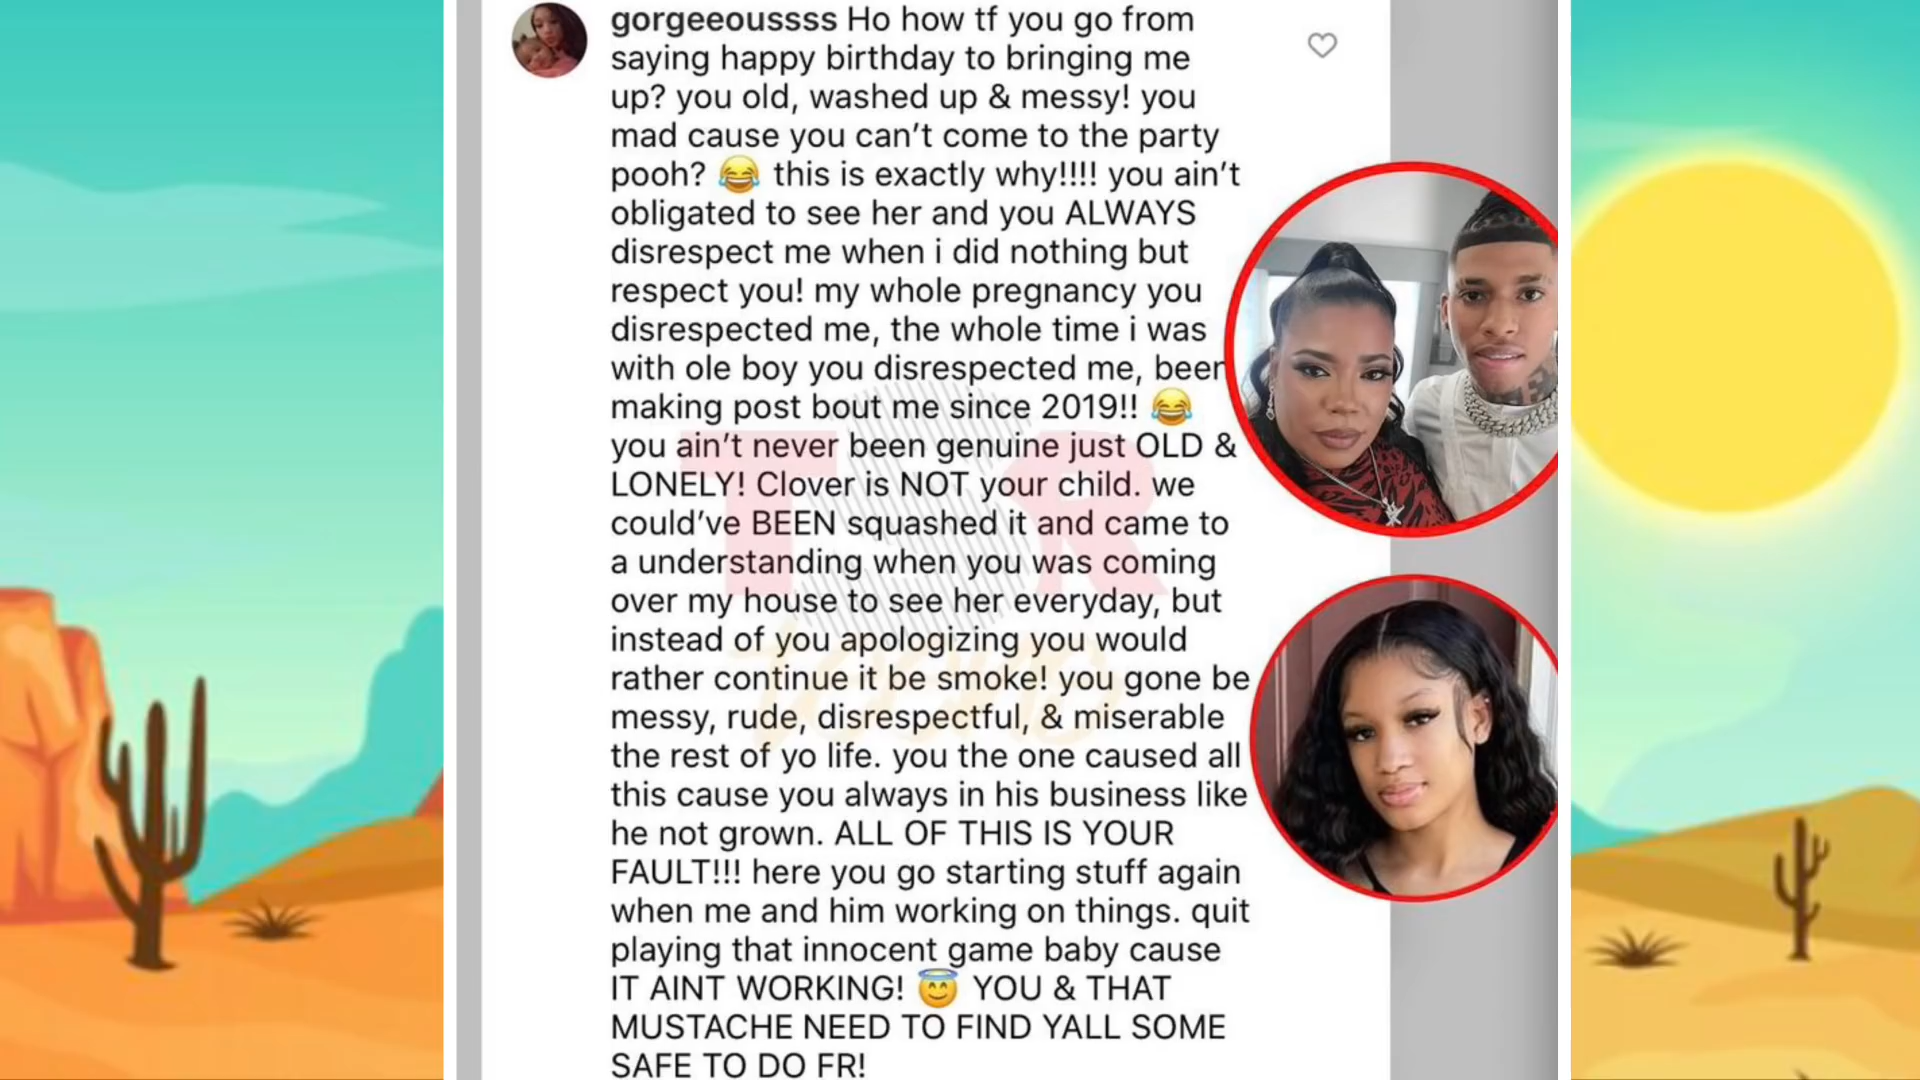 gorgeeoussss Ho how tf you go from
saying happy birthday to bringing me
up? you old, washed up & messy! you
mad cause you can’t come to the party
pooh? 😂 this is exactly why!!!! you ain’t
obligated to see her and you ALWAYS
disrespect me when i did nothing but
respect you! my whole pregnancy you
disrespected me, the whole time i was
with ole boy you disrespected me, been
making post bout me since 2019!! 😂
you ain’t never been genuine just OLD &
LONELY! Clover is NOT your child. we
could’ve BEEN squashed it and came to
a understanding when you was coming
over my house to see her everyday, but
instead of you apologizing you would
rather continue it be smoke! you gone be
messy, rude, disrespectful, & miserable
the rest of yo life. you the one caused all
this cause you always in his business like
he not grown. ALL OF THIS IS YOUR
FAULT!!! here you go starting stuff again
when me and him working on things. quit
playing that innocent game baby cause
IT AINT WORKING! 😇 YOU & THAT
MUSTACHE NEED TO FIND YALL SOME
SAFE TO DO FR!
TSR